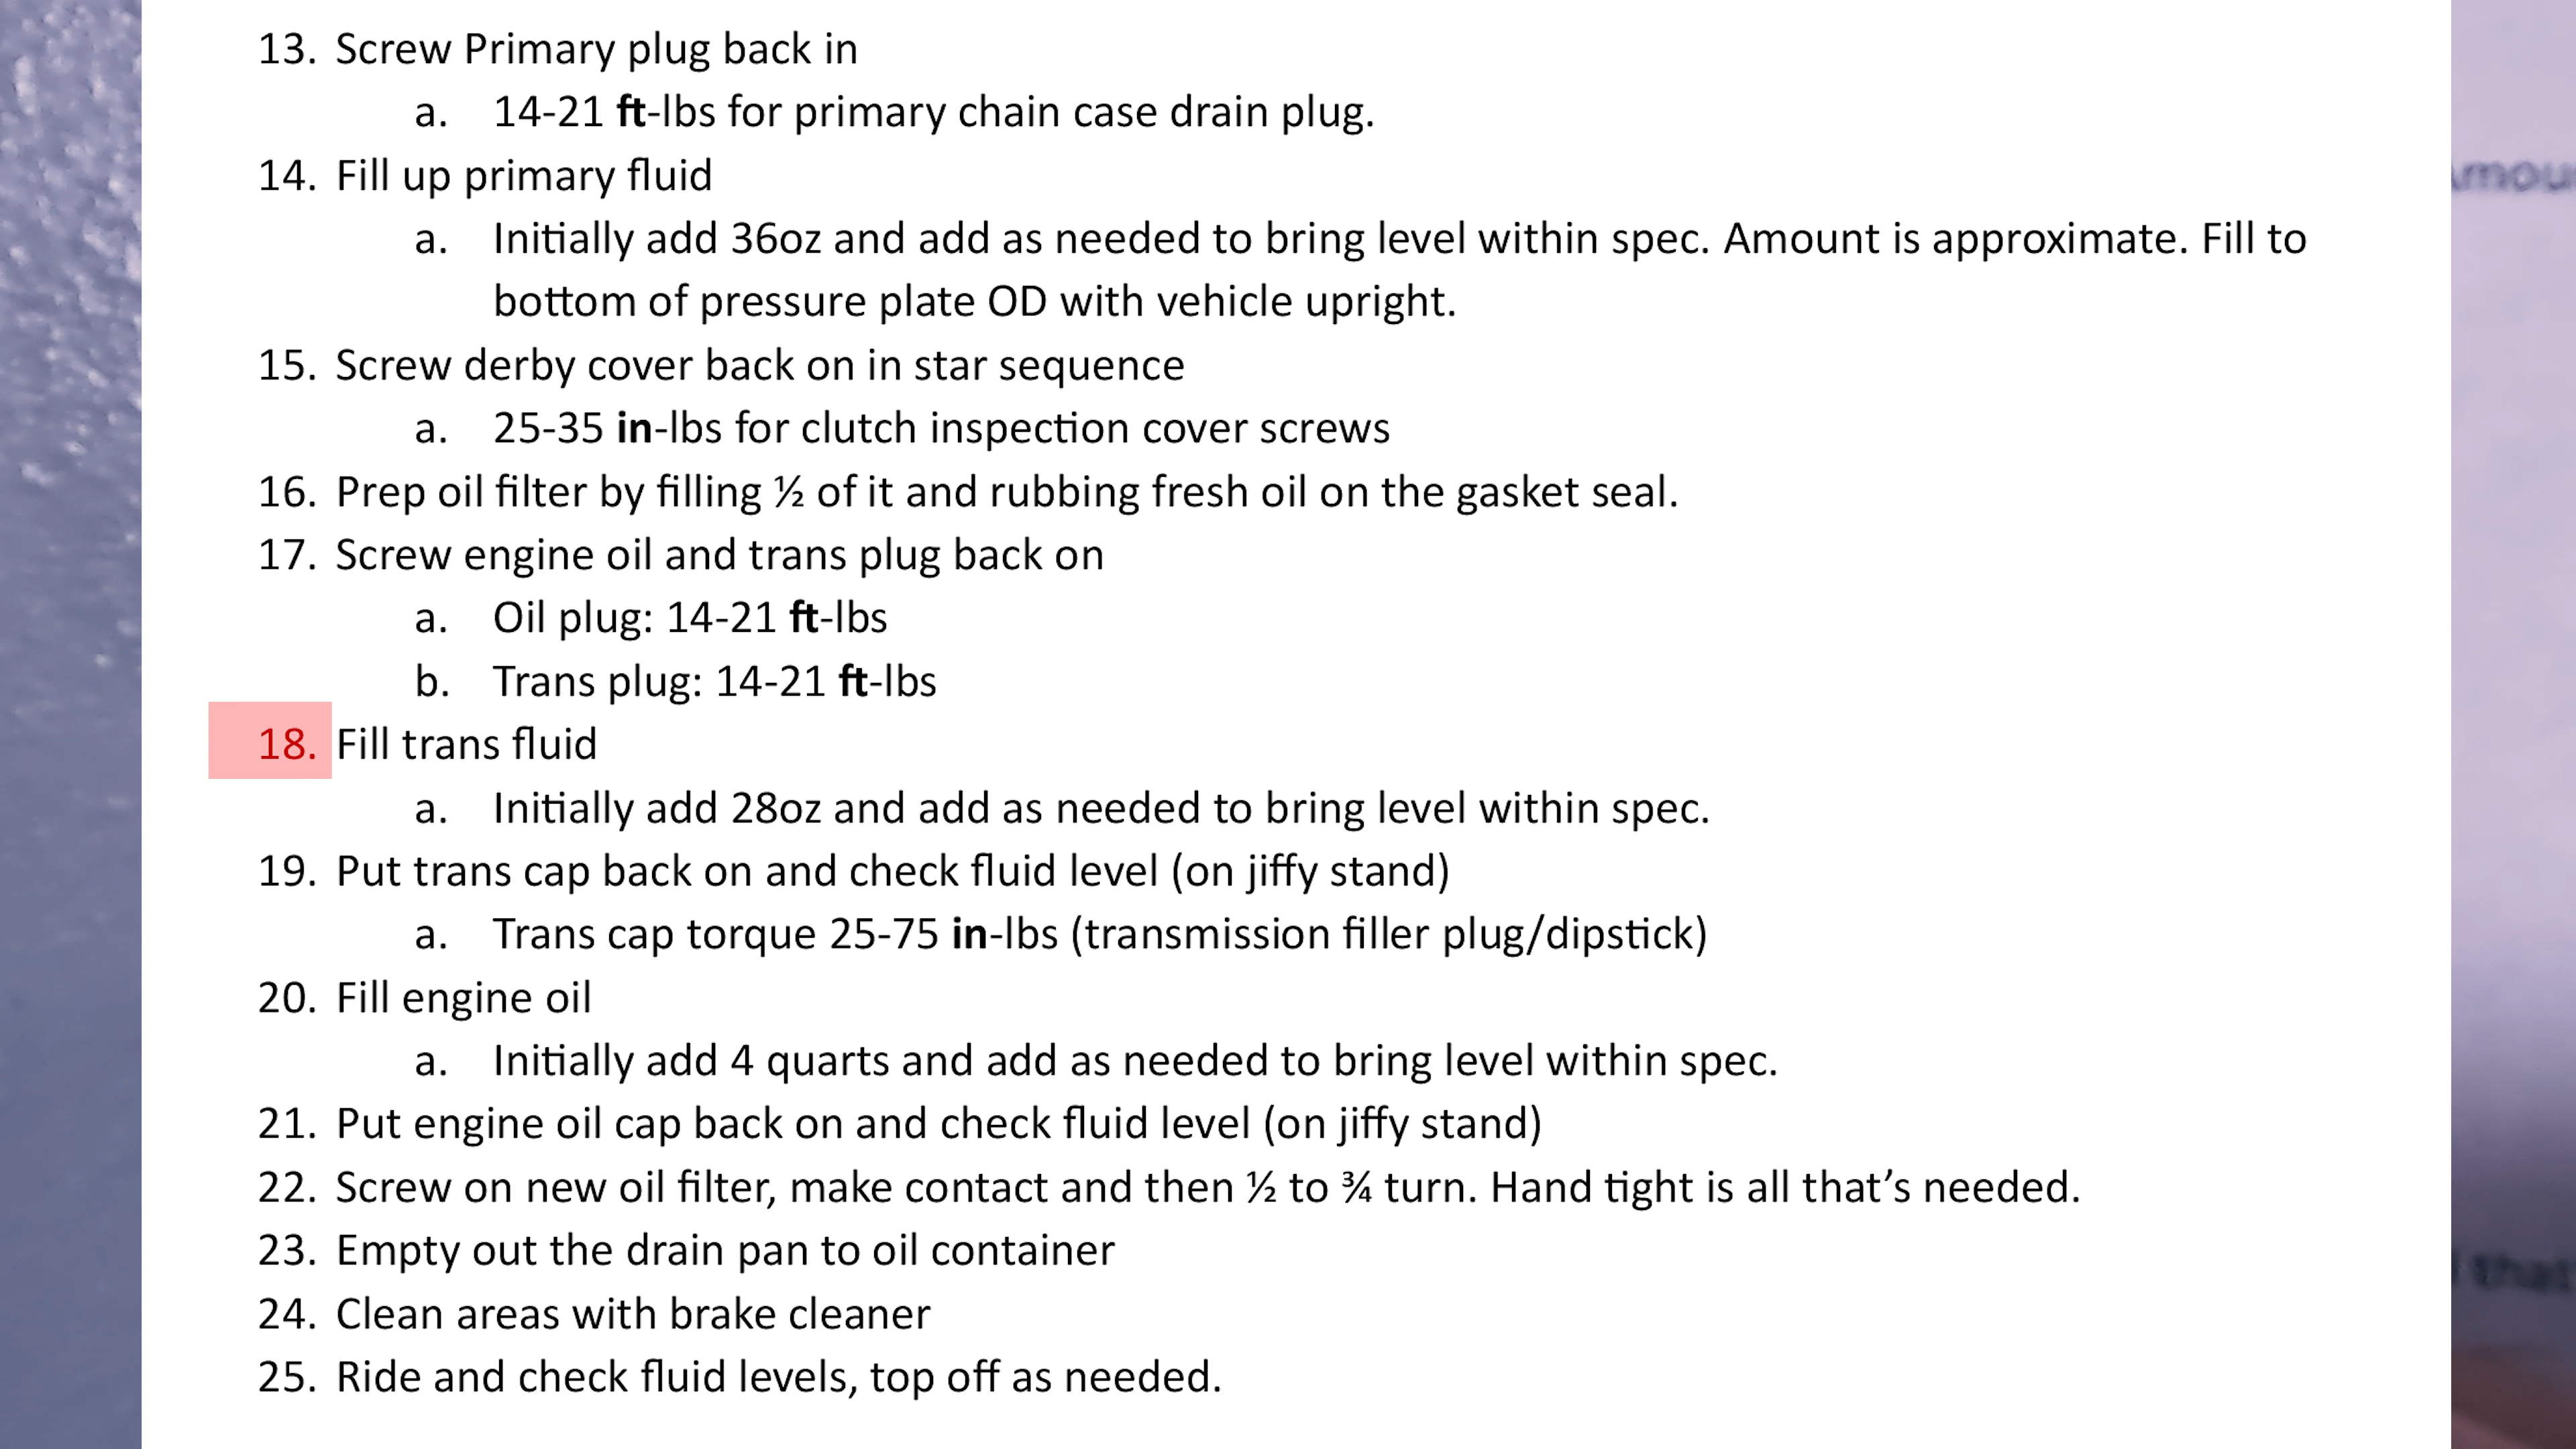 13. Screw Primary plug back in
a. 14-21 ft-lbs for primary chain case drain plug.
14. Fill up primary fluid
a. Initially add 36oz and add as needed to bring level within spec. Amount is approximate. Fill to
bottom of pressure plate OD with vehicle upright.
15. Screw derby cover back on in star sequence
a. 25-35 in-lbs for clutch inspection cover screws
16. Prep oil filter by filling ½ of it and rubbing fresh oil on the gasket seal.
17. Screw engine oil and trans plug back on
a. Oil plug: 14-21 ft-lbs
b. Trans plug: 14-21 ft-lbs
18. Fill trans fluid
a. Initially add 28oz and add as needed to bring level within spec.
19. Put trans cap back on and check fluid level (on jiffy stand)
a. Trans cap torque 25-75 in-lbs (transmission filler plug/dipstick)
20. Fill engine oil
a. Initially add 4 quarts and add as needed to bring level within spec.
21. Put engine oil cap back on and check fluid level (on jiffy stand)
22. Screw on new oil filter, make contact and then ½ to ¾ turn. Hand tight is all that’s needed.
23. Empty out the drain pan to oil container
24. Clean areas with brake cleaner
25. Ride and check fluid levels, top off as needed.